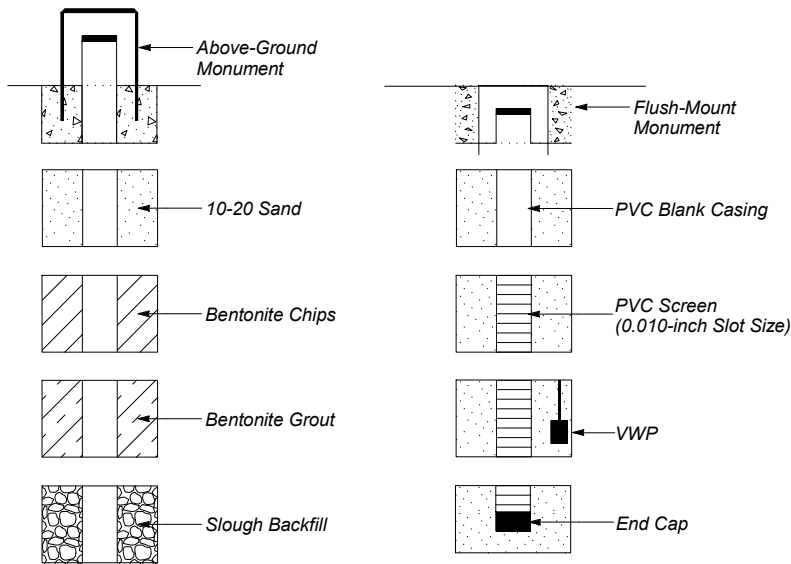 Above-Ground
Monument
10-20 Sand
Bentonite Chips
Bentonite Grout
Slough Backfill
Flush-Mount
Monument
PVC Blank Casing
PVC Screen
(0.010-inch Slot Size)
VWP
End Cap